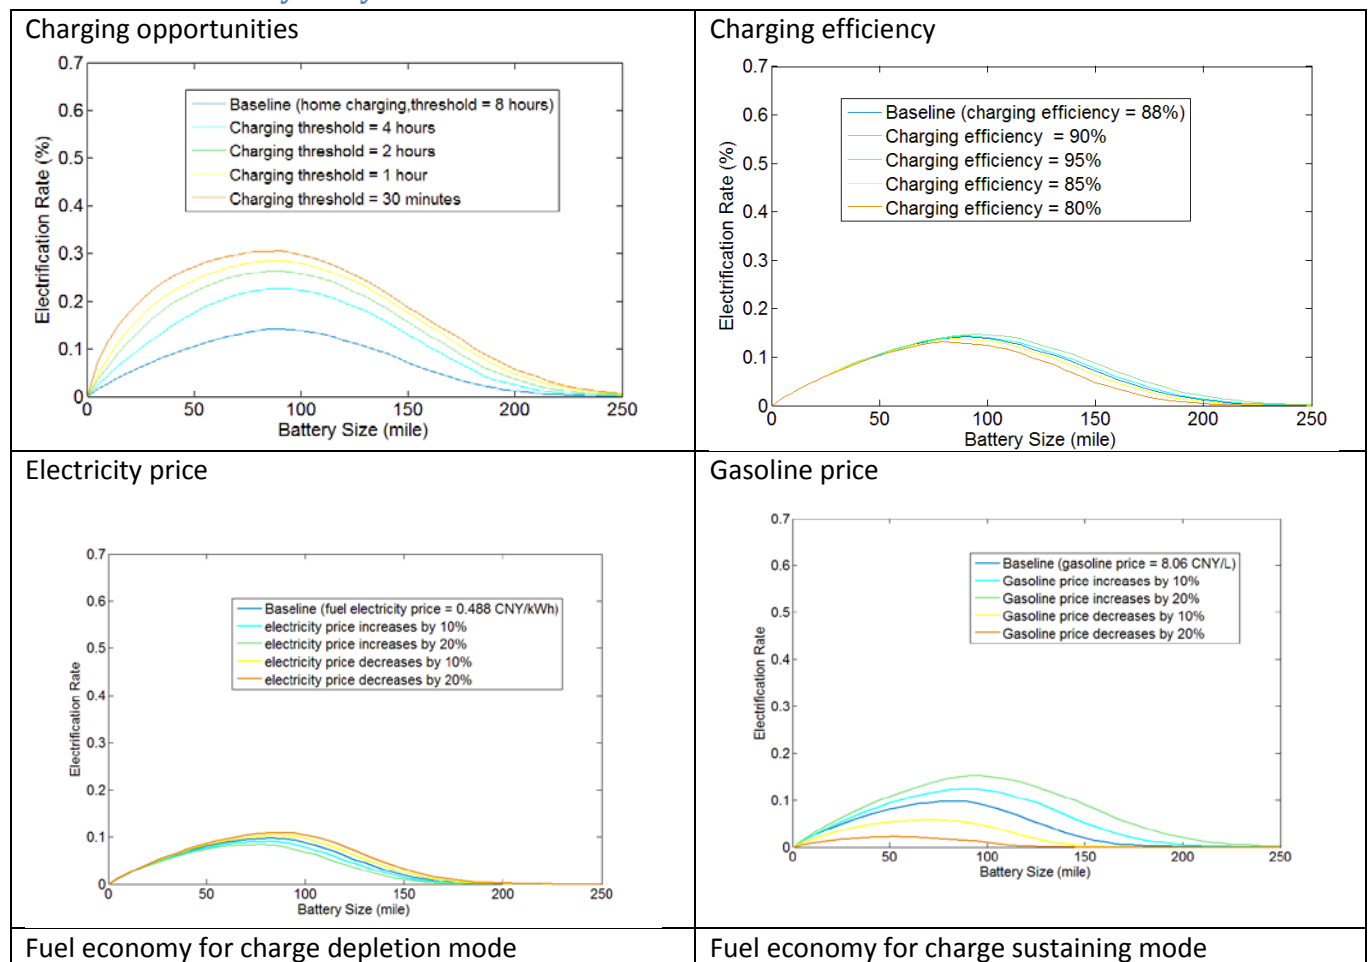 Charging opportunities
0.7
0.6
0.5
0.4
0.3
0.2
0.1
0
Electrification Rate (%)
Baseline (home charging,threshold = 8 hours)
Charging threshold = 4 hours
Charging threshold = 2 hours
Charging threshold = 1 hour
Charging threshold = 30 minutes
0 50 100 150 200 250
Battery Size (mile)
Charging efficiency
0.7
0.6
0.5
0.4
0.3
0.2
0.1
0
Electrification Rate (%)
Baseline (charging efficiency = 88%)
Charging efficiency = 90%
Charging efficiency = 95%
Charging efficiency = 85%
Charging efficiency = 80%
0 50 100 150 200 250
Battery Size (mile)
Electricity price
0.7
0.6
0.5
0.4
0.3
0.2
0.1
0
Electrification Rate
Baseline (fuel electricity price = 0.488 CNY/kWh)
electricity price increases by 10%
electricity price increases by 20%
electricity price decreases by 10%
electricity price decreases by 20%
0 50 100 150 200 250
Battery Size (mile)
Gasoline price
0.7
0.6
0.5
0.4
0.3
0.2
0.1
0
Electrification Rate
Baseline (gasoline price = 8.06 CNY/L)
Gasoline price increases by 10%
Gasoline price increases by 20%
Gasoline price decreases by 10%
Gasoline price decreases by 20%
0 50 100 150 200 250
Battery Size (mile)
Fuel economy for charge depletion mode
Fuel economy for charge sustaining mode